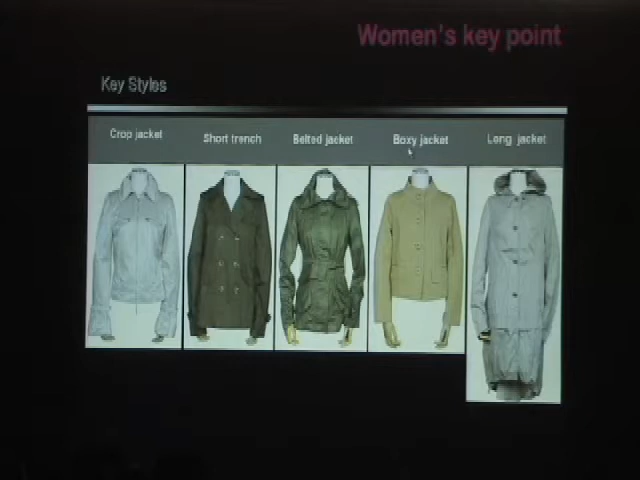 Women's key point
Key Styles
Crop jacket
Short trench
Belted jacket
Boxy jacket
Long jacket